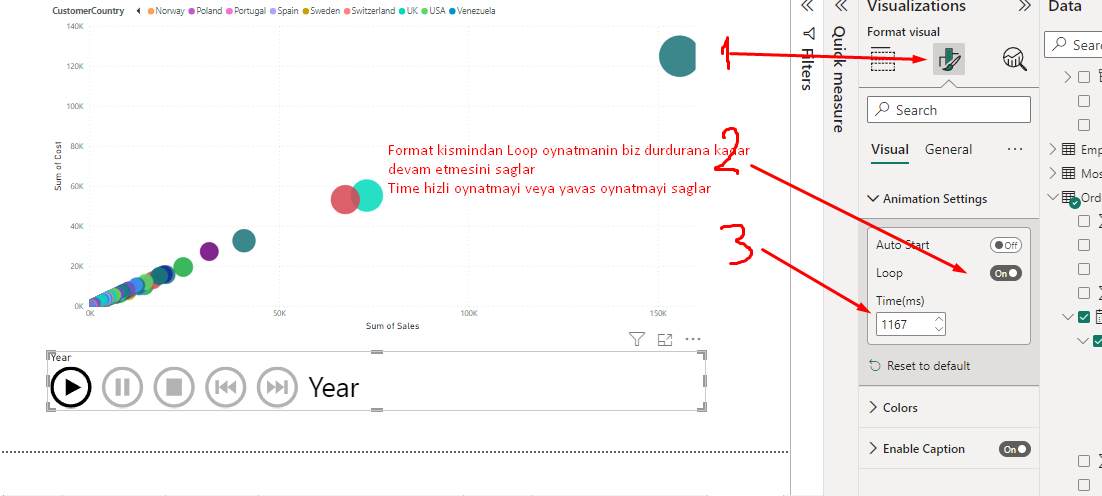 CustomerCountry Norway Poland Portugal Spain Sweden Switzerland UK USA Venezuela
140K
120K
100K
80K
60K
40K
20K
0K
Sum of Cost
0K 50K 100K 150K
Sum of Sales
1
2
3
Format kismindan Loop oynatmanin biz durdurana kadar
devam etmesini saglar
Time hizli oynatmayi veya yavas oynatmayi saglar
Year
Year
Filters
Quick measure
Visualizations
Format visual
Search
Visual General
Animation Settings
Auto Start Off
Loop On
Time(ms)
1167
Reset to default
Colors
Enable Caption On
Data
Sear
Emp
Mos
Ord